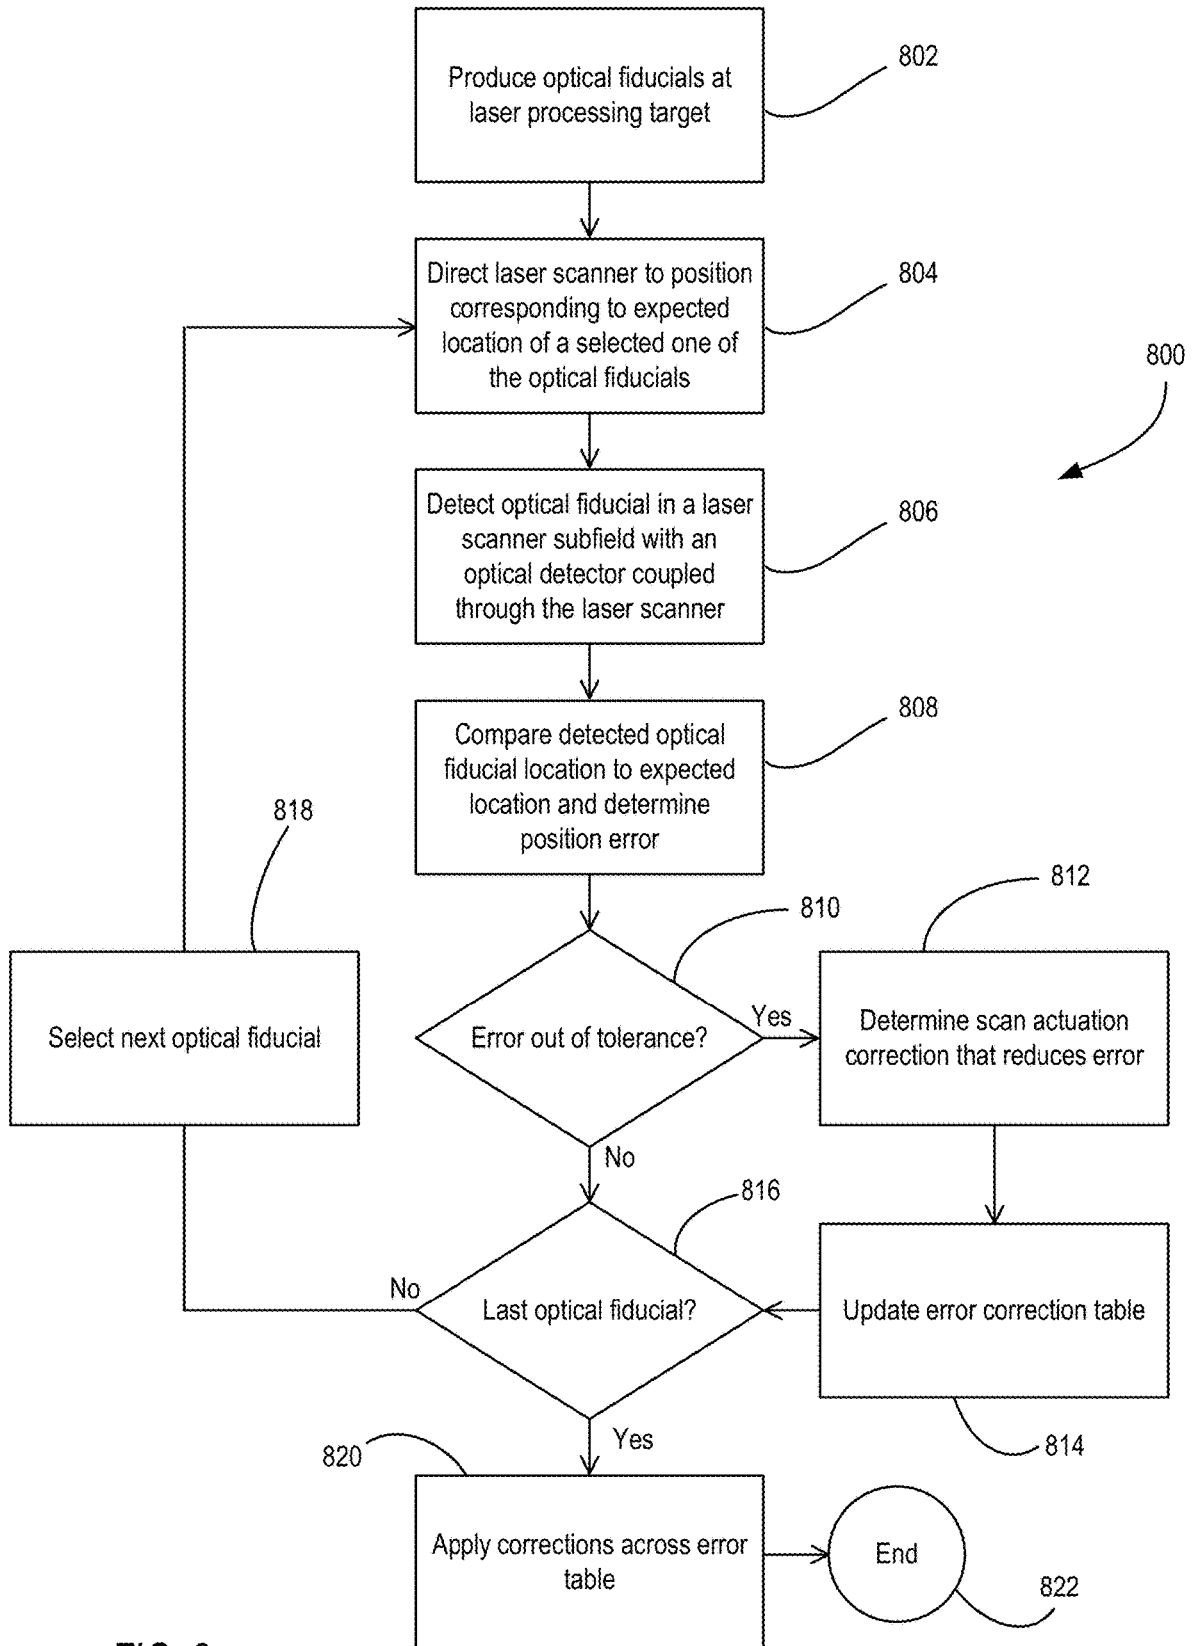 802
Produce optical fiducials at
laser processing target
804
Direct laser scanner to position
corresponding to expected
location of a selected one of
the optical fiducials
800
806
Detect optical fiducial in a laser
scanner subfield with an
optical detector coupled
through the laser scanner
808
Compare detected optical
fiducial location to expected
location and determine
position error
818
812
810
Select next optical fiducial
Error out of tolerance?
Yes
Determine scan actuation
correction that reduces error
No
816
No
Last optical fiducial?
Update error correction table
Yes
820
814
Apply corrections across error
table
End
822